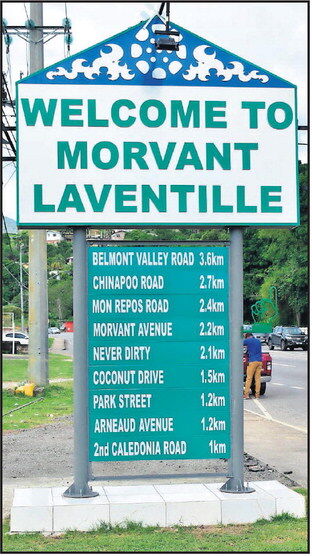 WELCOME TO
MORVANT
LAVENTILLE
BELMONT VALLEY ROAD 3.6km
CHINAPOO ROAD 2.7km
MON REPOS ROAD 2.4km
MORVANT AVENUE 2.2km
NEVER DIRTY 2.1km
COCONUT DRIVE 1.5km
PARK STREET 1.2km
ARNEAUD AVENUE 1.2km
2nd CALEDONIA ROAD 1km